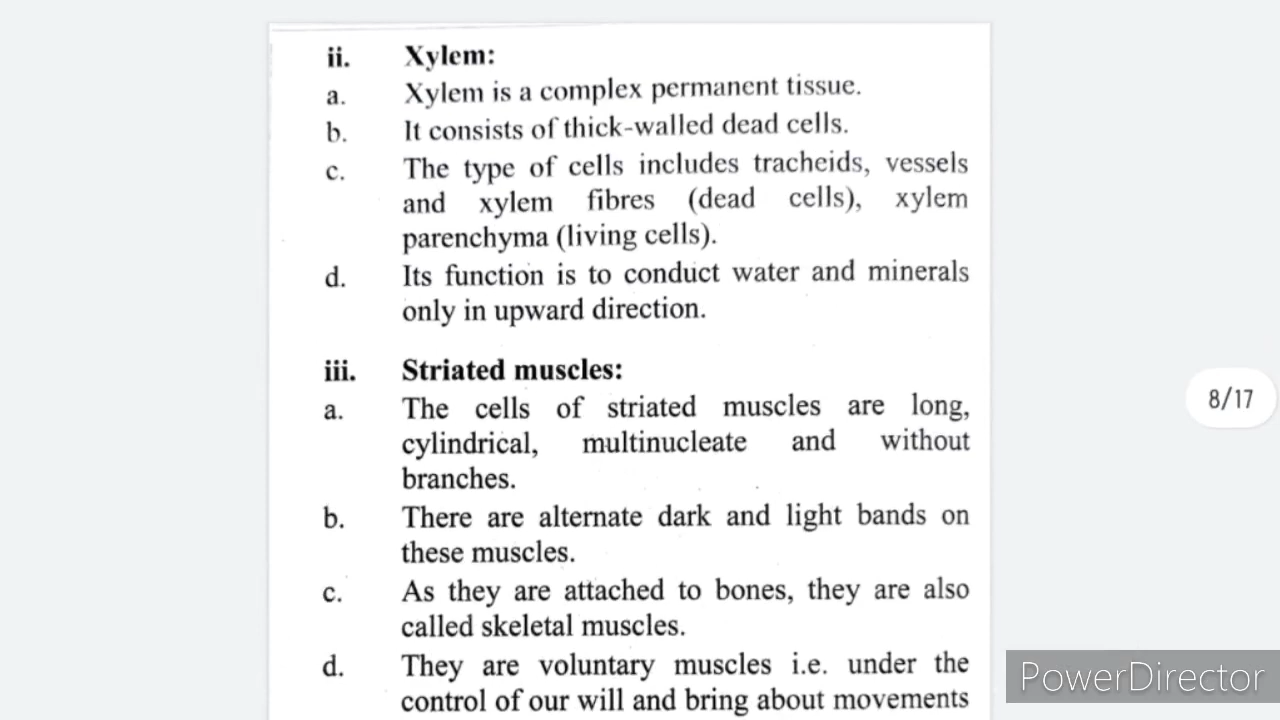 ii. Xylem:
a. Xylem is a complex permanent tissue.
b. It consists of thick-walled dead cells.
c. The type of cells includes tracheids, vessels
and xylem fibres (dead cells), xylem
parenchyma (living cells).
d. Its function is to conduct water and minerals
only in upward direction.
iii. Striated muscles:
a. The cells of striated muscles are long,
cylindrical, multinucleate and without
branches.
b. There are alternate dark and light bands on
these muscles.
c. As they are attached to bones, they are also
called skeletal muscles.
d. They are voluntary muscles i.e. under the
control of our will and bring about movements
8/17
PowerDirector